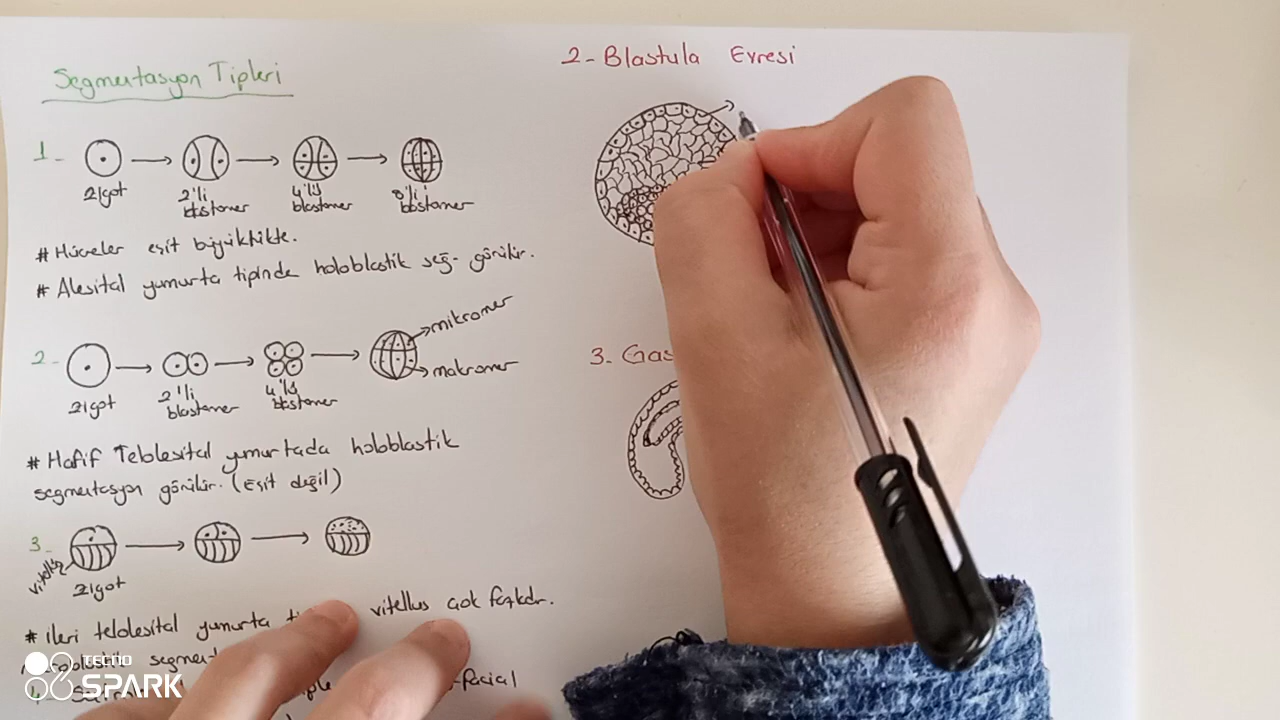 Segmentasyon Tipleri
1-
zigot
2'li
blastomer
4'lü
blastomer
8'li
blastomer
# Hücreler eşit büyüklükte.
# Alesital yumurta tipinde holoblastik seg. görülür.
2-
zigot
2'li
blastomer
4'lü
blastomer
mikromer
makromer
# Hafif Telolesital yumurtada holoblastik
segmentasyon görülür. (Eşit değil)
3-
vitellüs
zigot
# ileri telolesital yumurta vitellus çok fazladır.
2- Blastula Evresi
3. Gas
TECNO
SPARK